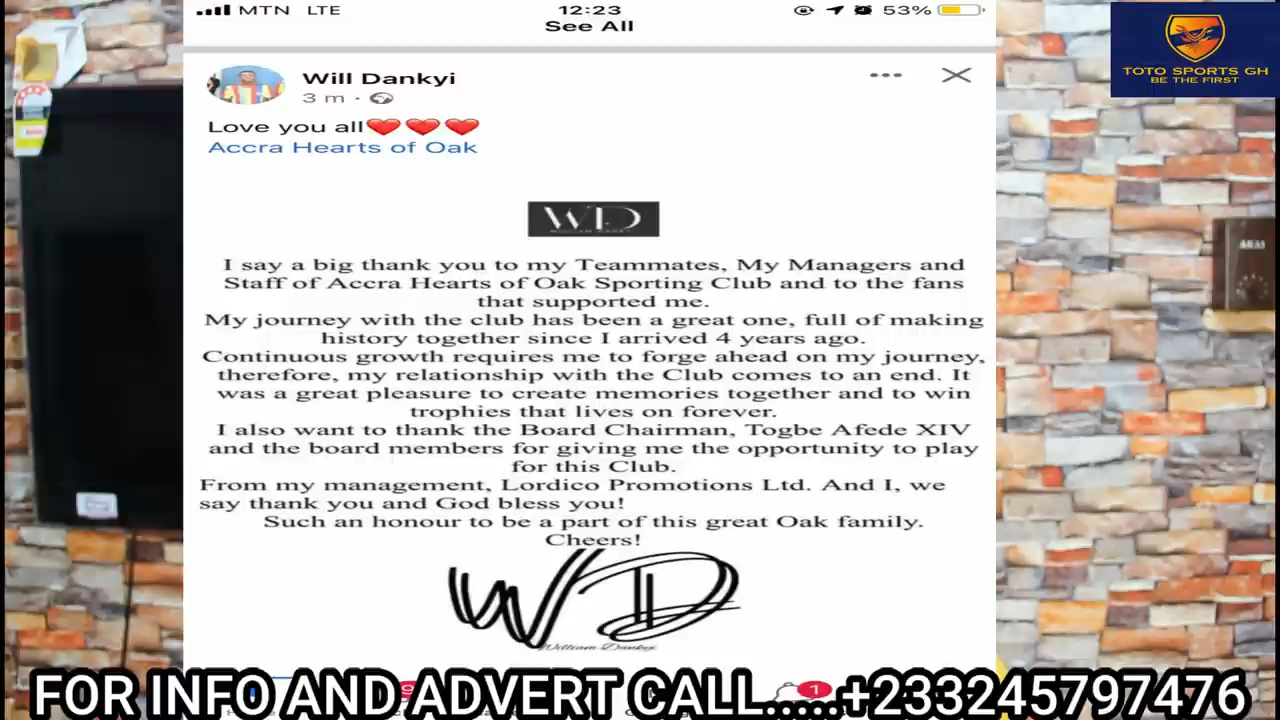 MTN LTE 12:23 53%
See All
TOTO SPORTS GH
BE THE FIRST
Will Dankyi
3 m
Love you all❤️❤️❤️
Accra Hearts of Oak
WD
I say a big thank you to my Teammates, My Managers and
Staff of Accra Hearts of Oak Sporting Club and to the fans
that supported me.
My journey with the club has been a great one, full of making
history together since I arrived 4 years ago.
Continuous growth requires me to forge ahead on my journey,
therefore, my relationship with the Club comes to an end. It
was a great pleasure to create memories together and to win
trophies that lives on forever.
I also want to thank the Board Chairman, Togbe Afede XIV
and the board members for giving me the opportunity to play
for this Club.
From my management, Lordico Promotions Ltd. And I, we
say thank you and God bless you!
Such an honour to be a part of this great Oak family.
Cheers!
WD
William Dankyi
1
FOR INFO AND ADVERT CALL.....+233245797476